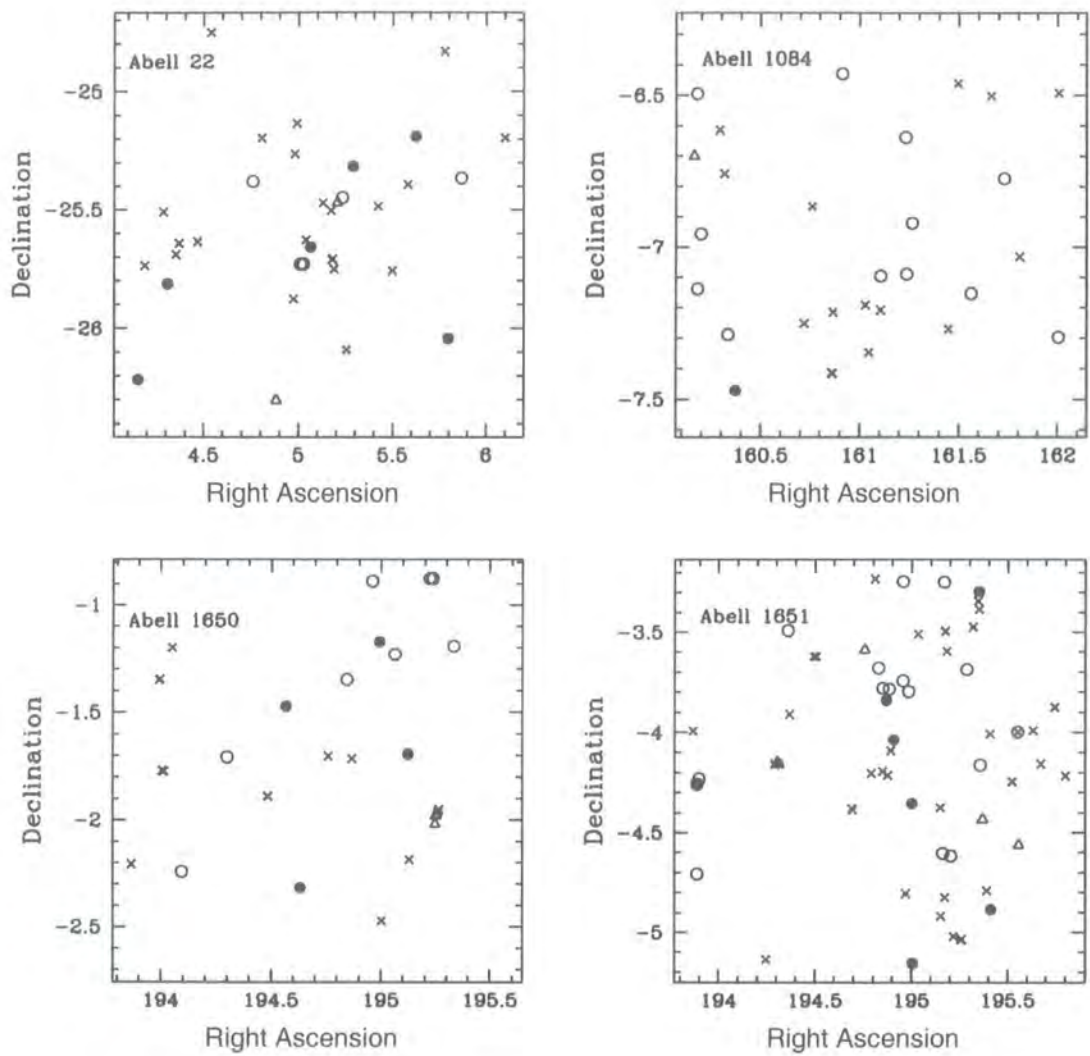 Abell 22
Declination
-25
-25.5
-26
4.5 5 5.5 6
Right Ascension
Abell 1084
Declination
-6.5
-7
-7.5
160.5 161 161.5 162
Right Ascension
Abell 1650
Declination
-1
-1.5
-2
-2.5
194 194.5 195 195.5
Right Ascension
Abell 1651
Declination
-3.5
-4
-4.5
-5
194 194.5 195 195.5
Right Ascension